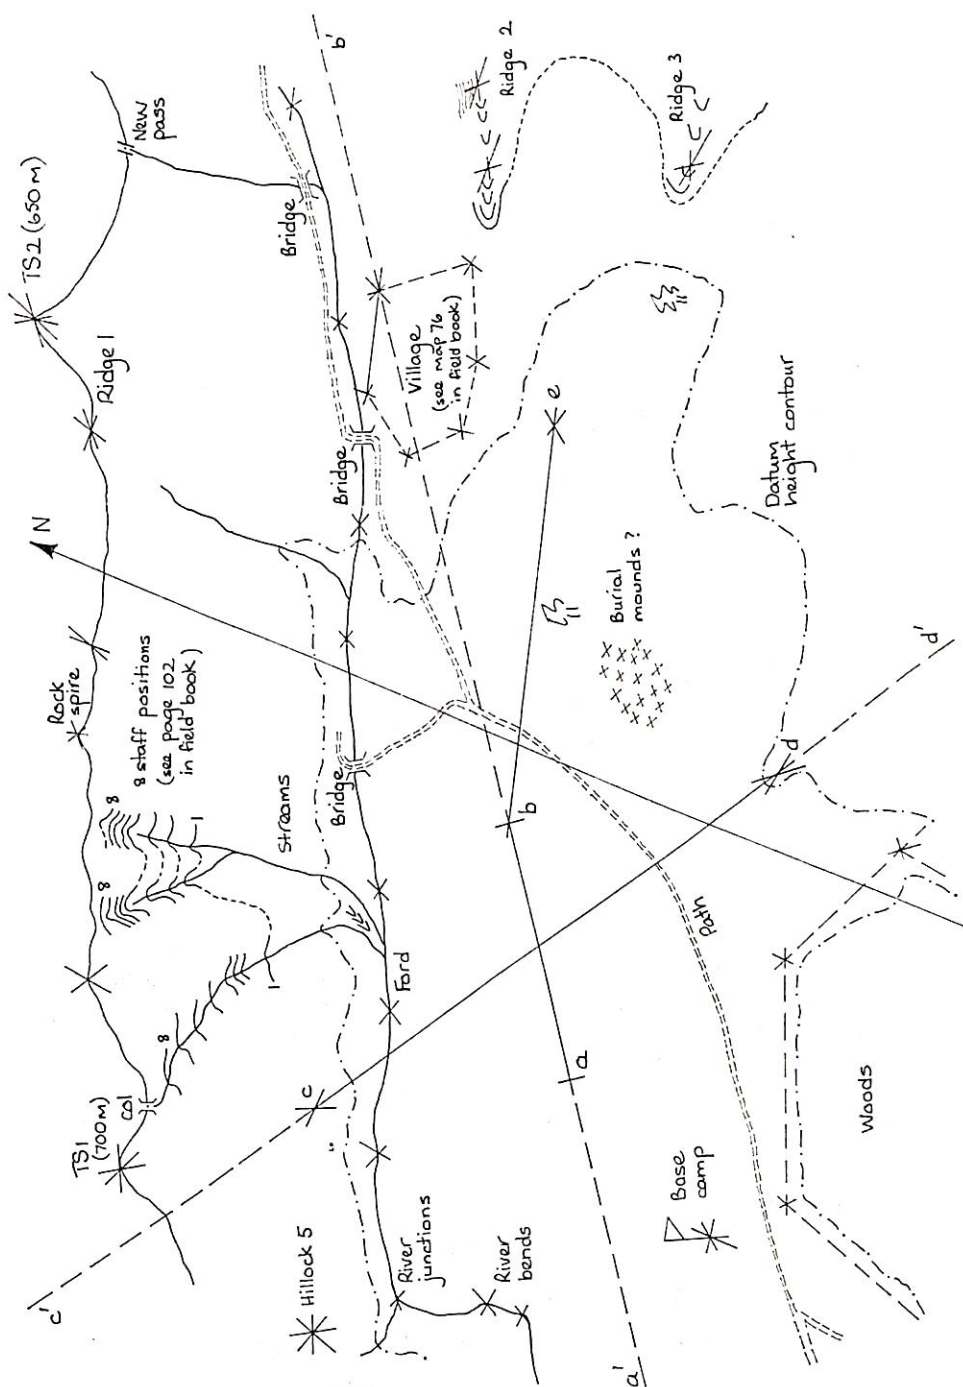 c'
TS1
(700M)
col
8
1
8
8
1
Rock
spire
8 staff positions
(see page 102
in field book)
Ridge 1
TS2 (650M)
New
pass
N
Streams
Hillock 5
c
River
junctions
River
bends
Ford
Bridge
Bridge
Bridge
b'
Village
(see map 76
in field book)
Ridge 2
Ridge 3
a'
a
b
e
Base
camp
Path
Burial
mounds ?
Datum
height contour
d
d'
Woods